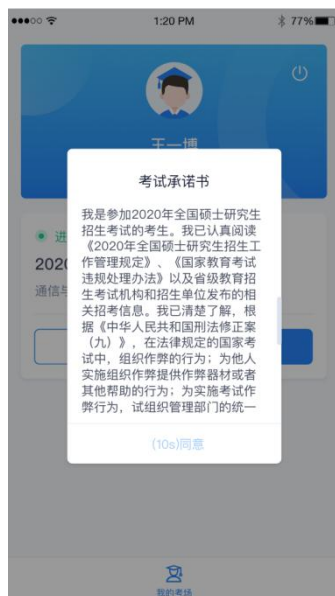 1:20 PM
77%
王一博
考试承诺书
我是参加2020年全国硕士研究生
招生考试的考生。我已认真阅读
《2020年全国硕士研究生招生工
作管理规定》、《国家教育考试
违规处理办法》以及省级教育招
生考试机构和招生单位发布的相
关招考信息。我已清楚了解，根
据《中华人民共和国刑法修正案
（九）》，在法律规定的国家考
试中，组织作弊的行为；为他人
实施组织作弊提供作弊器材或者
其他帮助的行为；为实施考试作
弊行为，试组织管理部门的统一
(10s)同意
进
202
通信与
我的考场